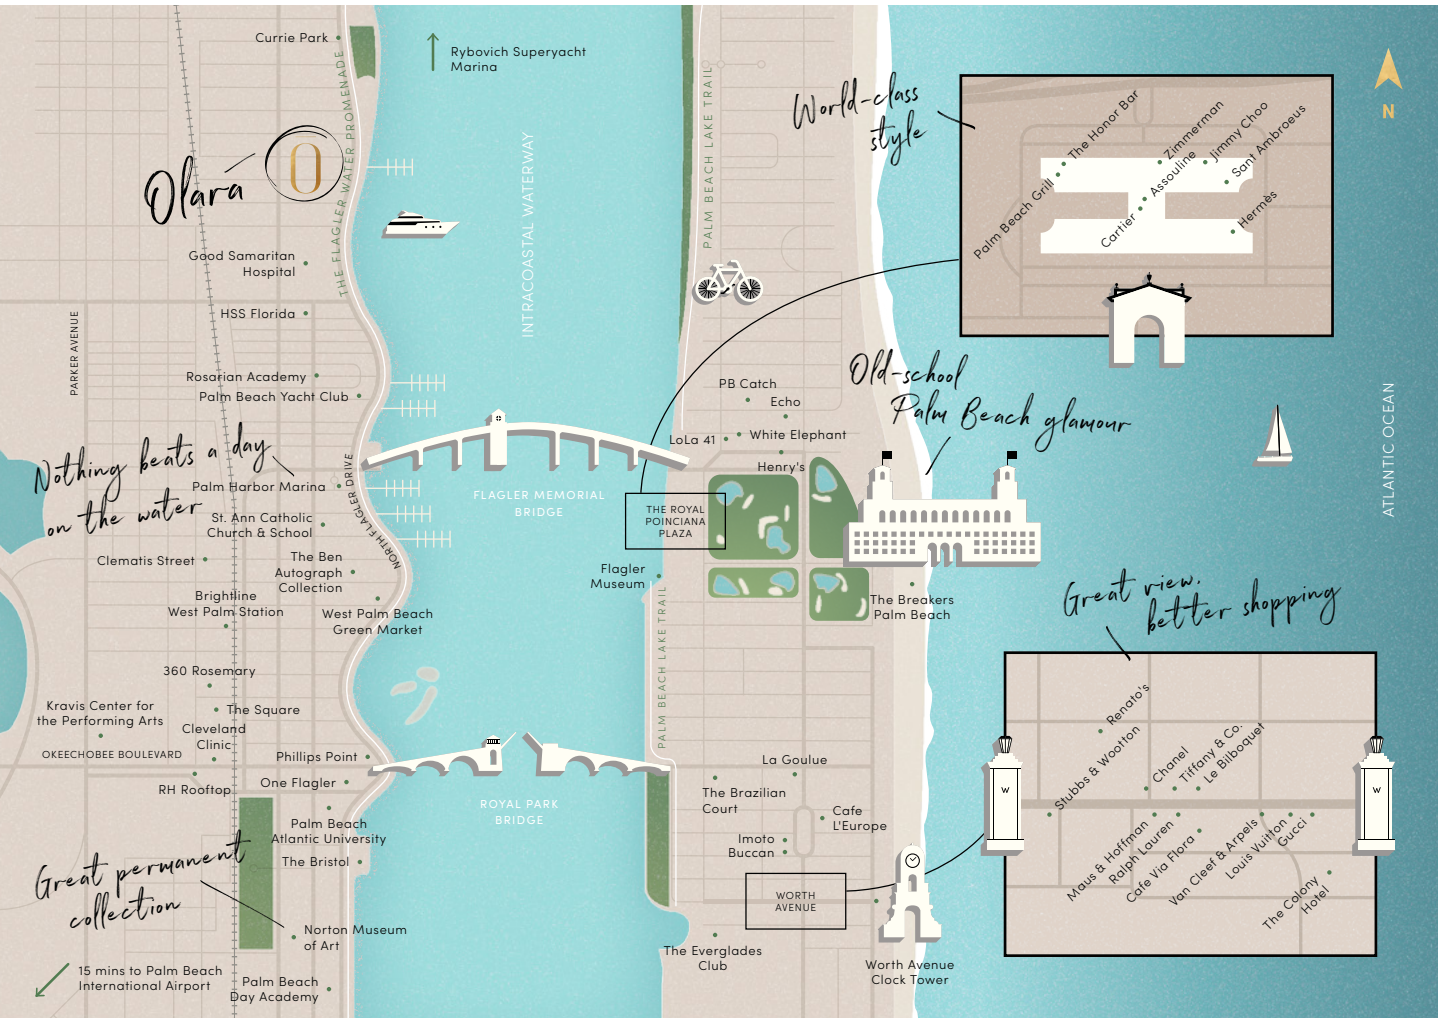 Currie Park
Rybovich Superyacht
Marina
THE FLAGLER WATER PROMENADE
Olara
O
INTRACOASTAL WATERWAY
PALM BEACH LAKE TRAIL
World-class
style
N
The Honor Bar
Palm Beach Grill
Zimmerman
Assouline
Cartier
Jimmy Choo
Sant Ambroeus
Hermès
Good Samaritan
Hospital
HSS Florida
PARKER AVENUE
Rosarian Academy
Palm Beach Yacht Club
Old-school
Palm Beach glamour
ATLANTIC OCEAN
PB Catch
Echo
LoLa 41
White Elephant
Henry's
Nothing beats a day
on the water
Palm Harbor Marina
NORTH FLAGLER DRIVE
FLAGLER MEMORIAL
BRIDGE
THE ROYAL
POINCIANA
PLAZA
St. Ann Catholic
Church & School
Clematis Street
The Ben
Autograph
Collection
Flagler
Museum
The Breakers
Palm Beach
Brightline
West Palm Station
West Palm Beach
Green Market
PALM BEACH LAKE TRAIL
Great view,
better shopping
360 Rosemary
Kravis Center for
the Performing Arts
The Square
Cleveland
Clinic
OKEECHOBEE BOULEVARD
Phillips Point
RH Rooftop
One Flagler
ROYAL PARK
BRIDGE
La Goulue
The Brazilian
Court
Cafe
L'Europe
Imoto
Buccan
Renato's
Stubbs & Wootton
Chanel
Tiffany & Co.
Le Bilboquet
W
W
Maus & Hoffman
Ralph Lauren
Cafe Via Flora
Van Cleef & Arpels
Louis Vuitton
Gucci
The Colony
Hotel
Palm Beach
Atlantic University
The Bristol
Great permanent
collection
WORTH
AVENUE
Norton Museum
of Art
The Everglades
Club
Worth Avenue
Clock Tower
15 mins to Palm Beach
International Airport
Palm Beach
Day Academy